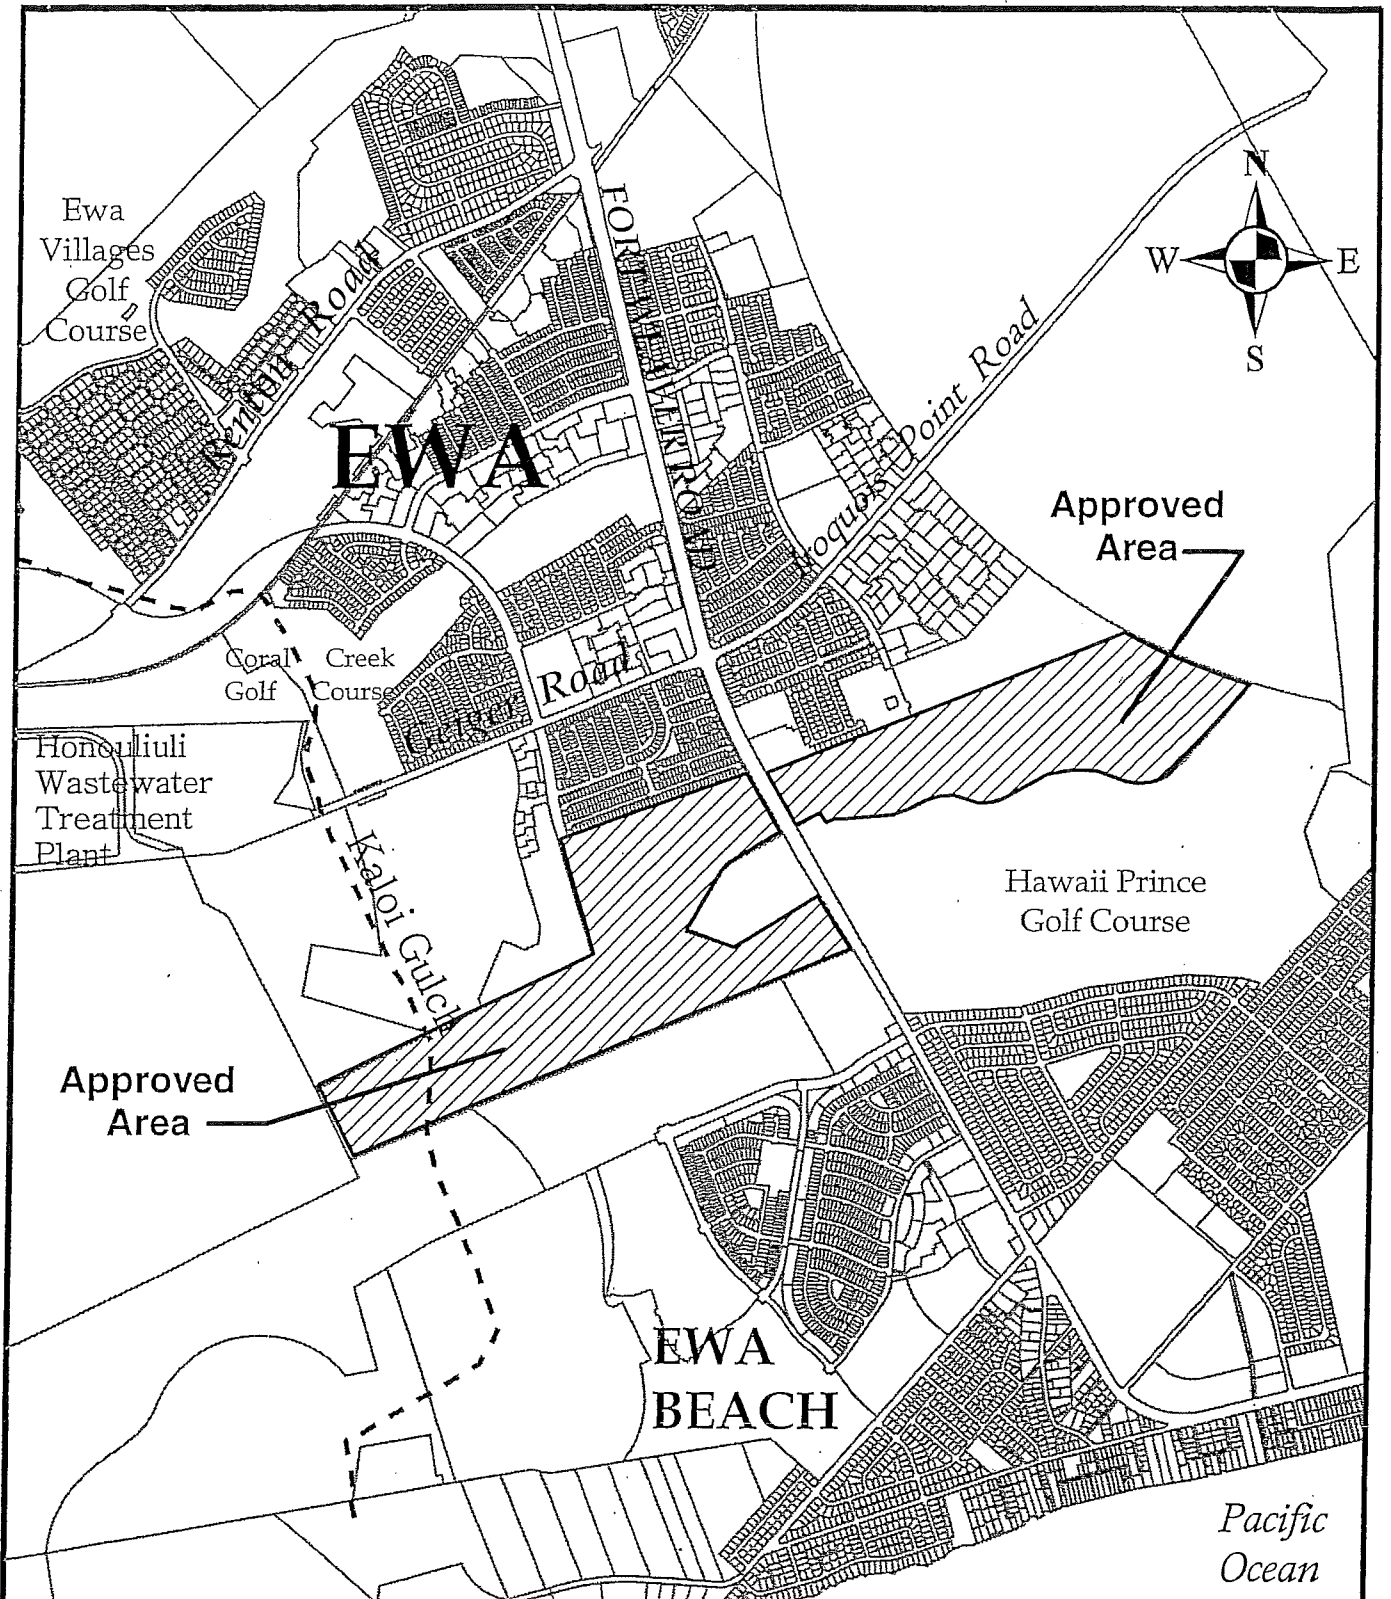 N
W E
S
Ewa
Villages
Golf
Course
Renton Road
FORT WEAVER ROAD
EWA
Iroquois Point Road
Approved
Area
Coral Creek
Golf Course
Geiger Road
Honouliuli
Wastewater
Treatment
Plant
Kaloi Gulch
Hawaii Prince
Golf Course
Approved
Area
EWA
BEACH
Pacific
Ocean